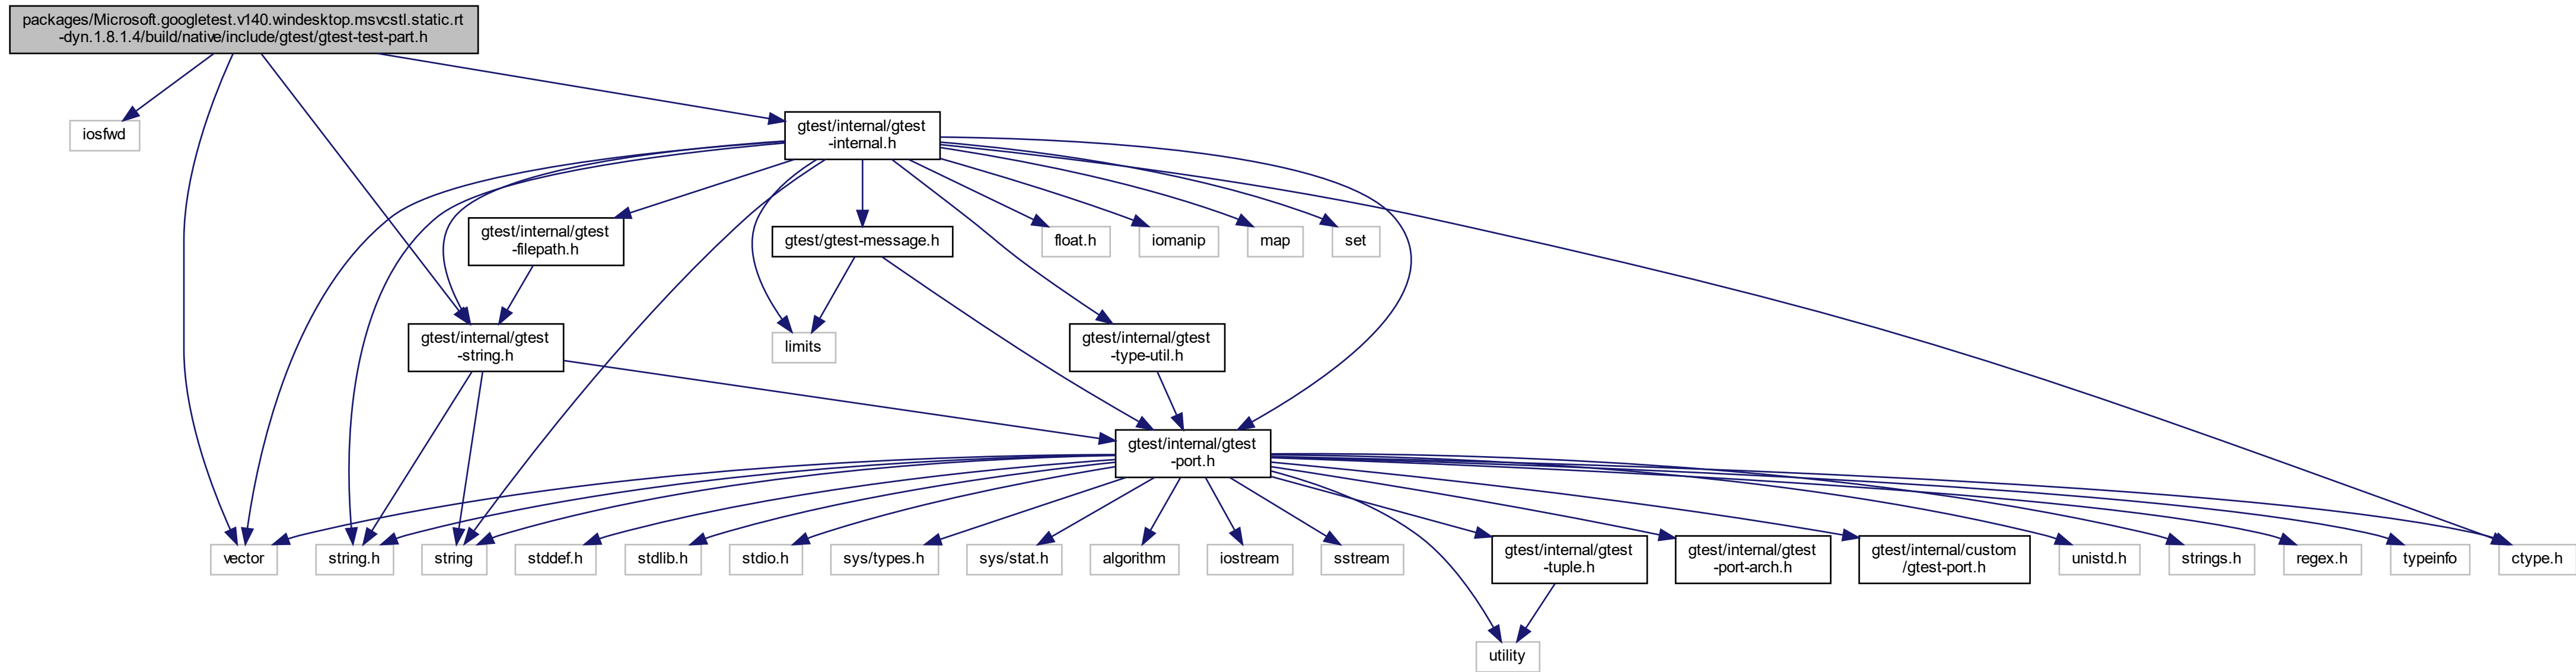 packages/Microsoft.googletest.v140.windesktop.msvcstl.static.rt
-dyn.1.8.1.4/build/native/include/gtest/gtest-test-part.h
iosfwd
gtest/internal/gtest
-internal.h
gtest/internal/gtest
-filepath.h
gtest/gtest-message.h
float.h
iomanip
map
set
gtest/internal/gtest
-string.h
limits
gtest/internal/gtest
-type-util.h
gtest/internal/gtest
-port.h
vector
string.h
string
stddef.h
stdlib.h
stdio.h
sys/types.h
sys/stat.h
algorithm
iostream
sstream
gtest/internal/gtest
-tuple.h
gtest/internal/gtest
-port-arch.h
gtest/internal/custom
/gtest-port.h
unistd.h
strings.h
regex.h
typeinfo
ctype.h
utility